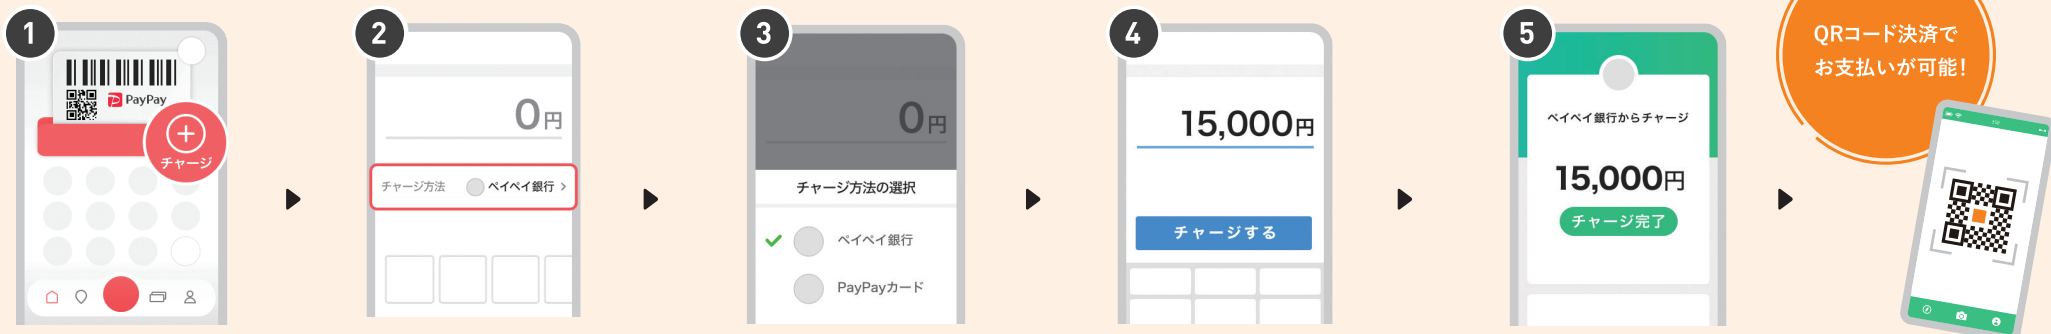 1
PayPay
チャージ
2
0円
チャージ方法 ペイペイ銀行
3
0円
チャージ方法の選択
ペイペイ銀行
PayPayカード
4
15,000円
チャージする
5
ペイペイ銀行からチャージ
15,000円
チャージ完了
QRコード決済で
お支払いが可能!